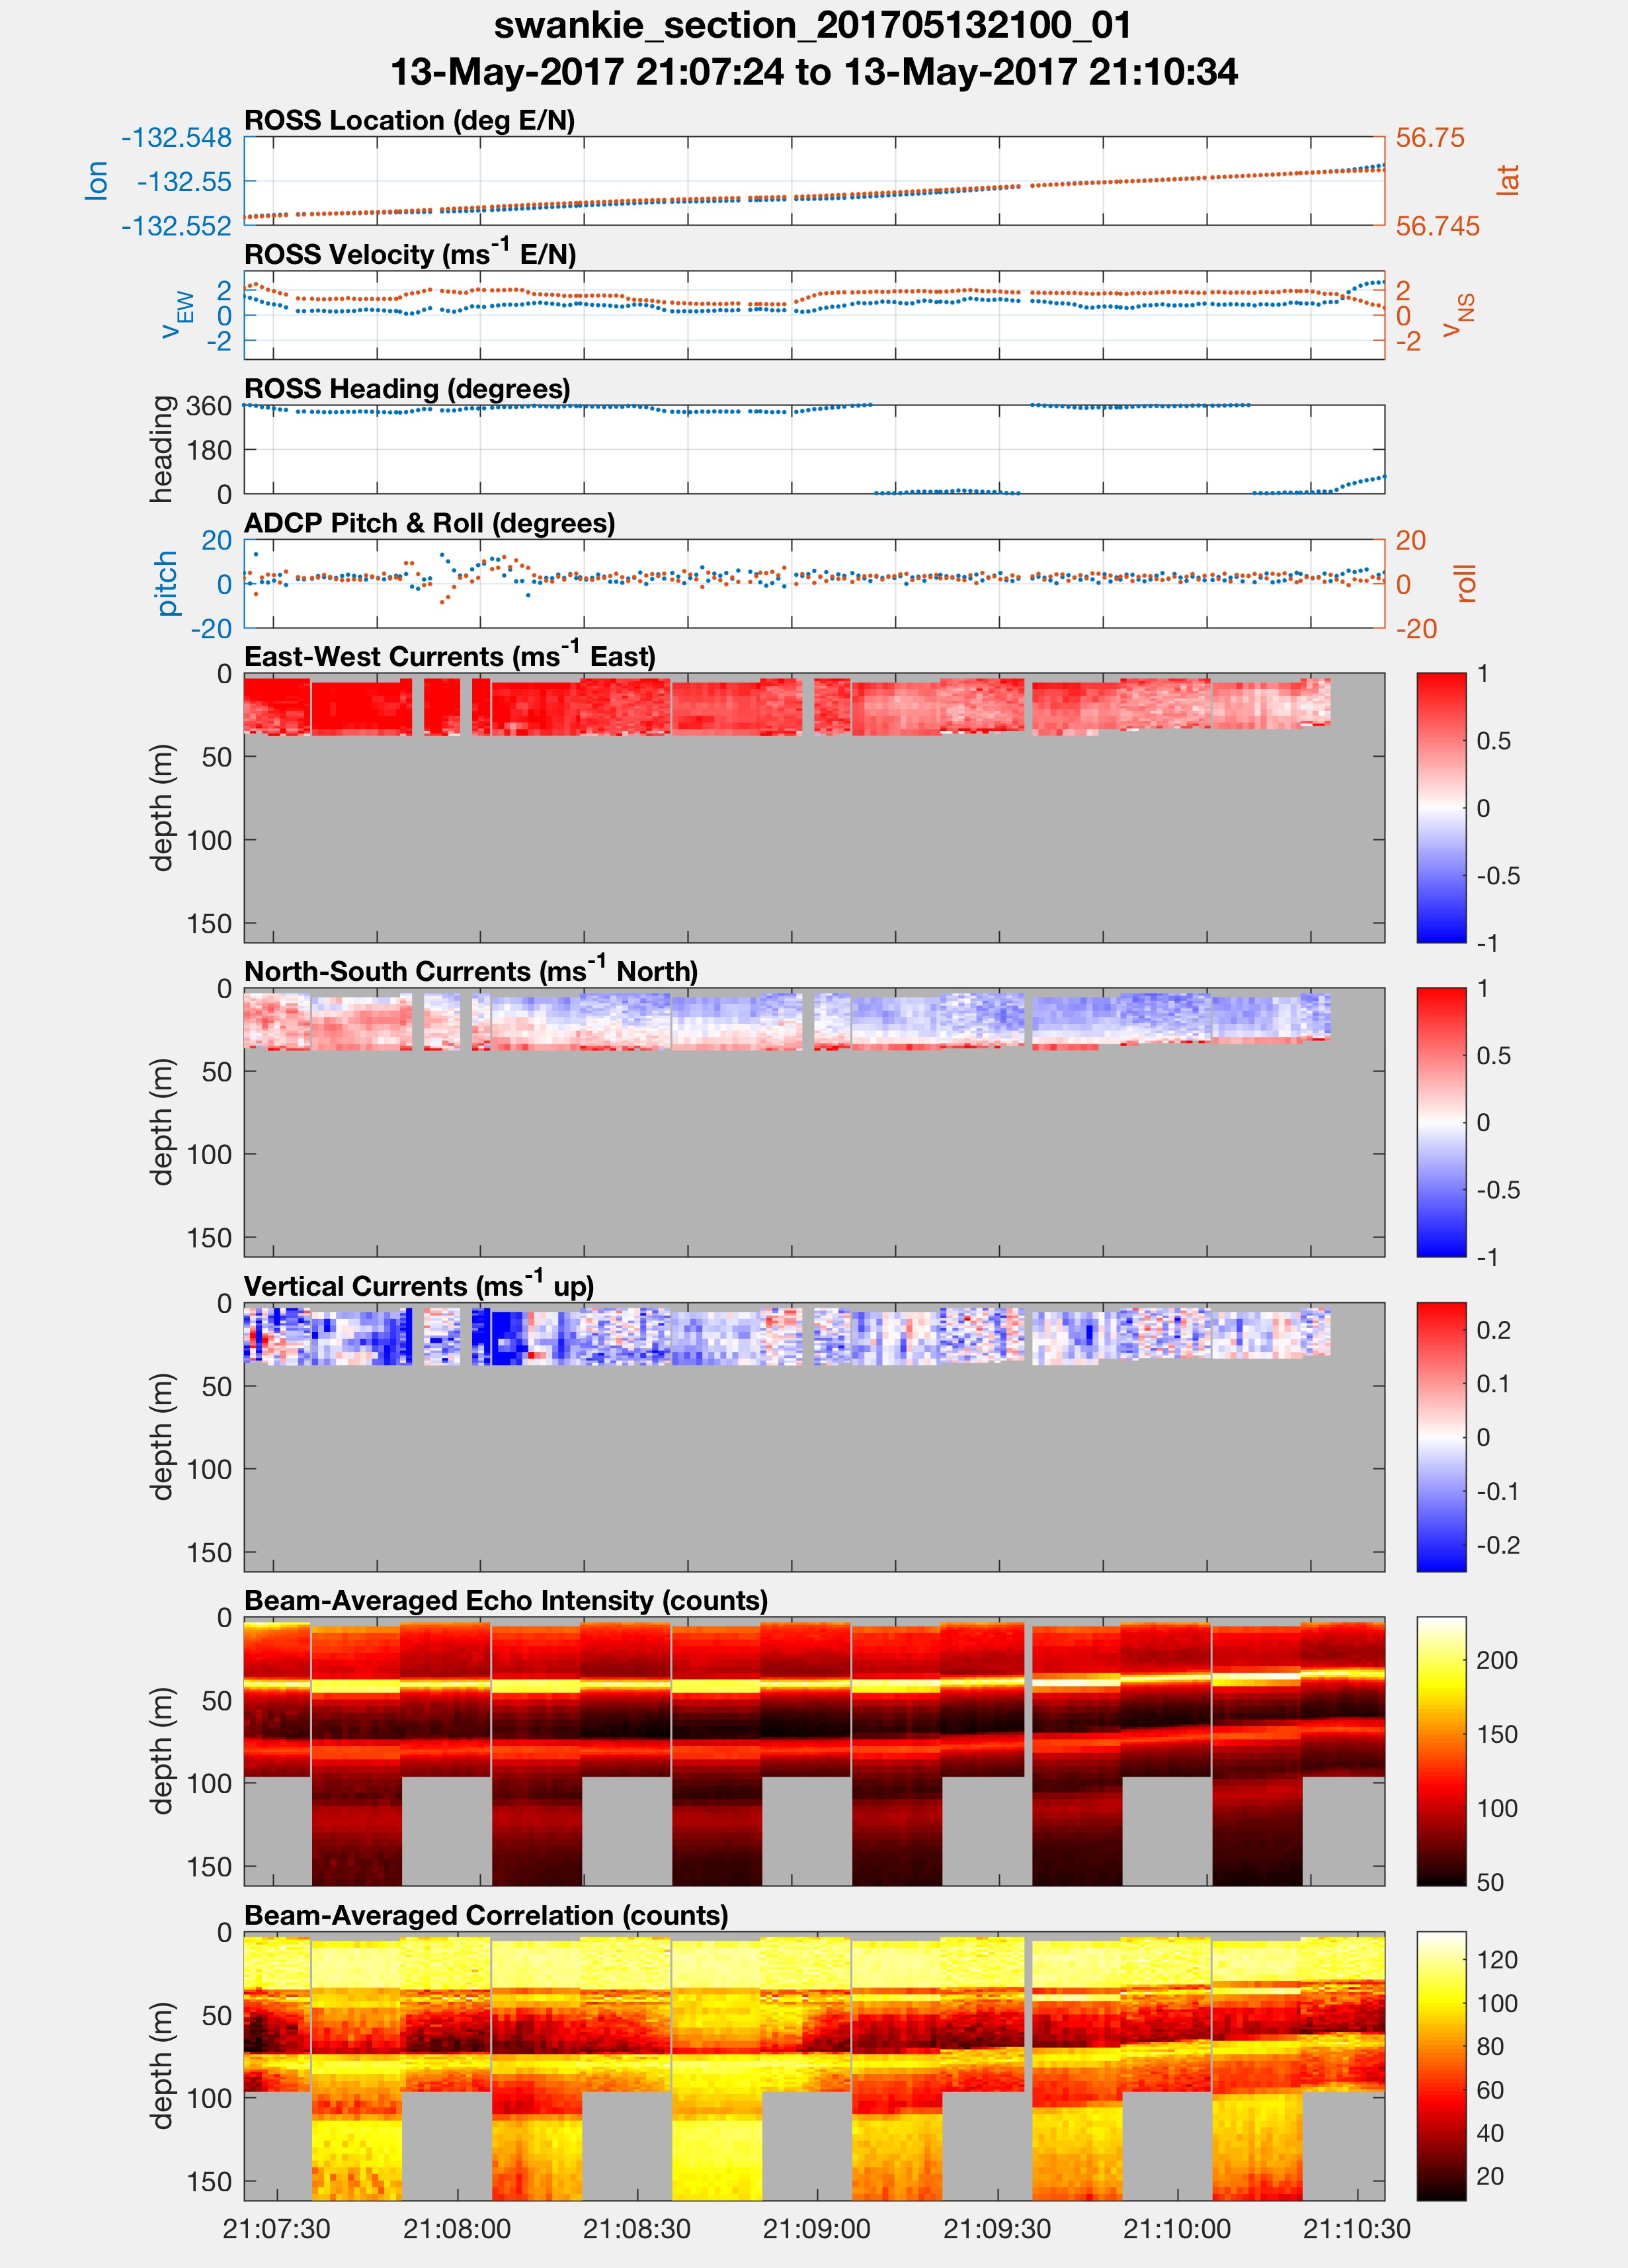 swankie_section_201705132100_01
13-May-2017 21:07:24 to 13-May-2017 21:10:34
ROSS Location (deg E/N)
-132.548
-132.55
-132.552
lon
56.75
56.745
lat
ROSS Velocity (ms-1 E/N)
2
0
-2
vEW
2
0
-2
vNS
ROSS Heading (degrees)
360
180
0
heading
ADCP Pitch & Roll (degrees)
20
0
-20
pitch
20
0
-20
roll
East-West Currents (ms-1 East)
0
50
100
150
depth (m)
1
0.5
0
-0.5
-1
North-South Currents (ms-1 North)
0
50
100
150
depth (m)
1
0.5
0
-0.5
-1
Vertical Currents (ms-1 up)
0
50
100
150
depth (m)
0.2
0.1
0
-0.1
-0.2
Beam-Averaged Echo Intensity (counts)
0
50
100
150
depth (m)
200
150
100
50
Beam-Averaged Correlation (counts)
0
50
100
150
depth (m)
120
100
80
60
40
20
21:07:30 21:08:00 21:08:30 21:09:00 21:09:30 21:10:00 21:10:30